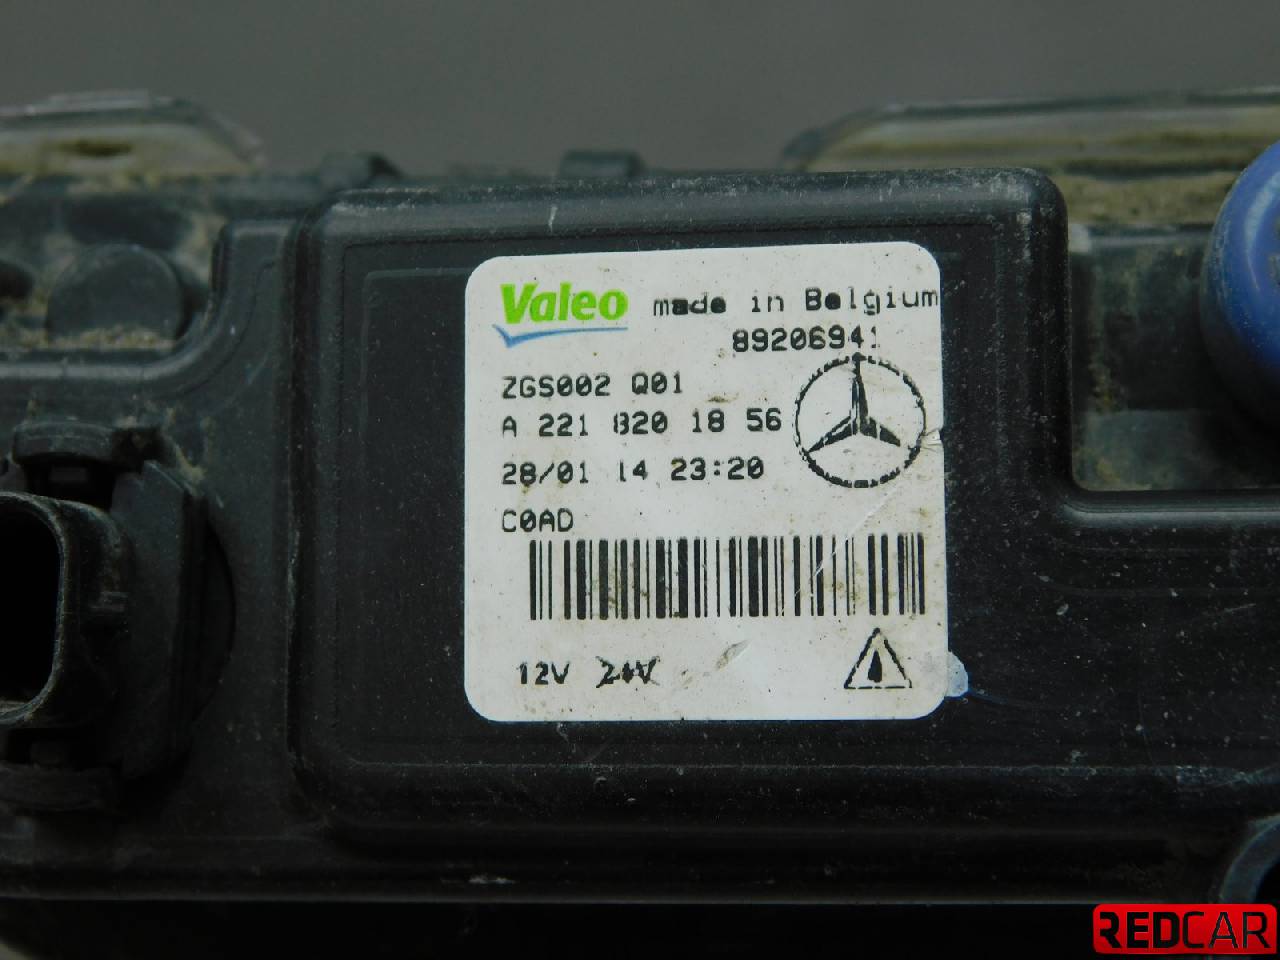 Valeo made in Belgium
89206941
ZGS002 Q01
A 221 820 18 56
28/01 14 23:20
C0AD
12V 24V
REDCAR